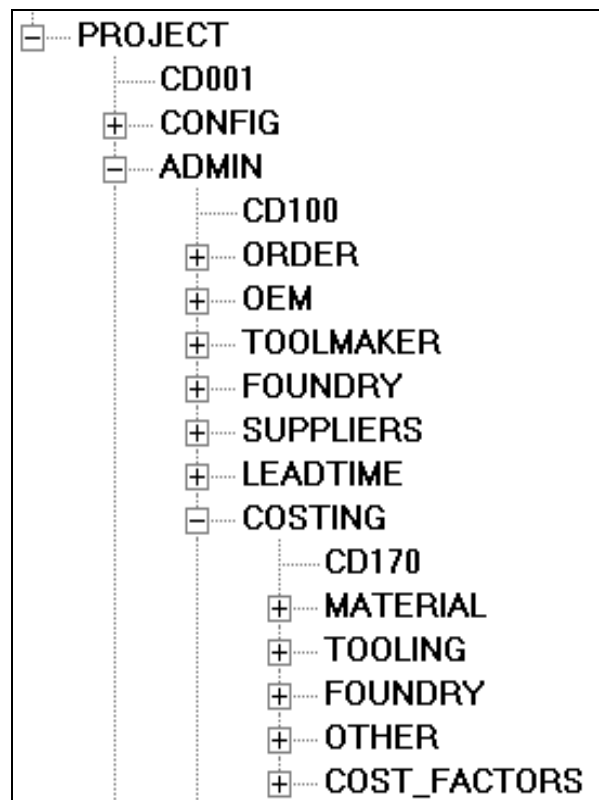 PROJECT
CD001
CONFIG
ADMIN
CD100
ORDER
OEM
TOOLMAKER
FOUNDRY
SUPPLIERS
LEADTIME
COSTING
CD170
MATERIAL
TOOLING
FOUNDRY
OTHER
COST_FACTORS